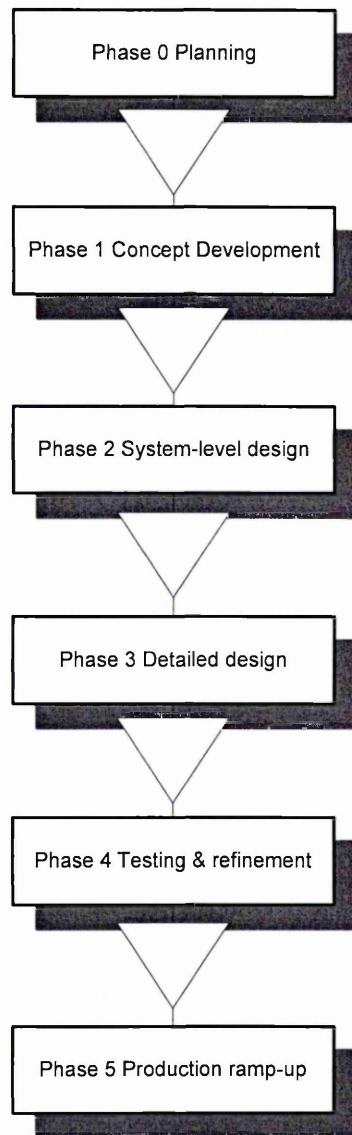 Phase 0 Planning
Phase 1 Concept Development
Phase 2 System-level design
Phase 3 Detailed design
Phase 4 Testing & refinement
Phase 5 Production ramp-up